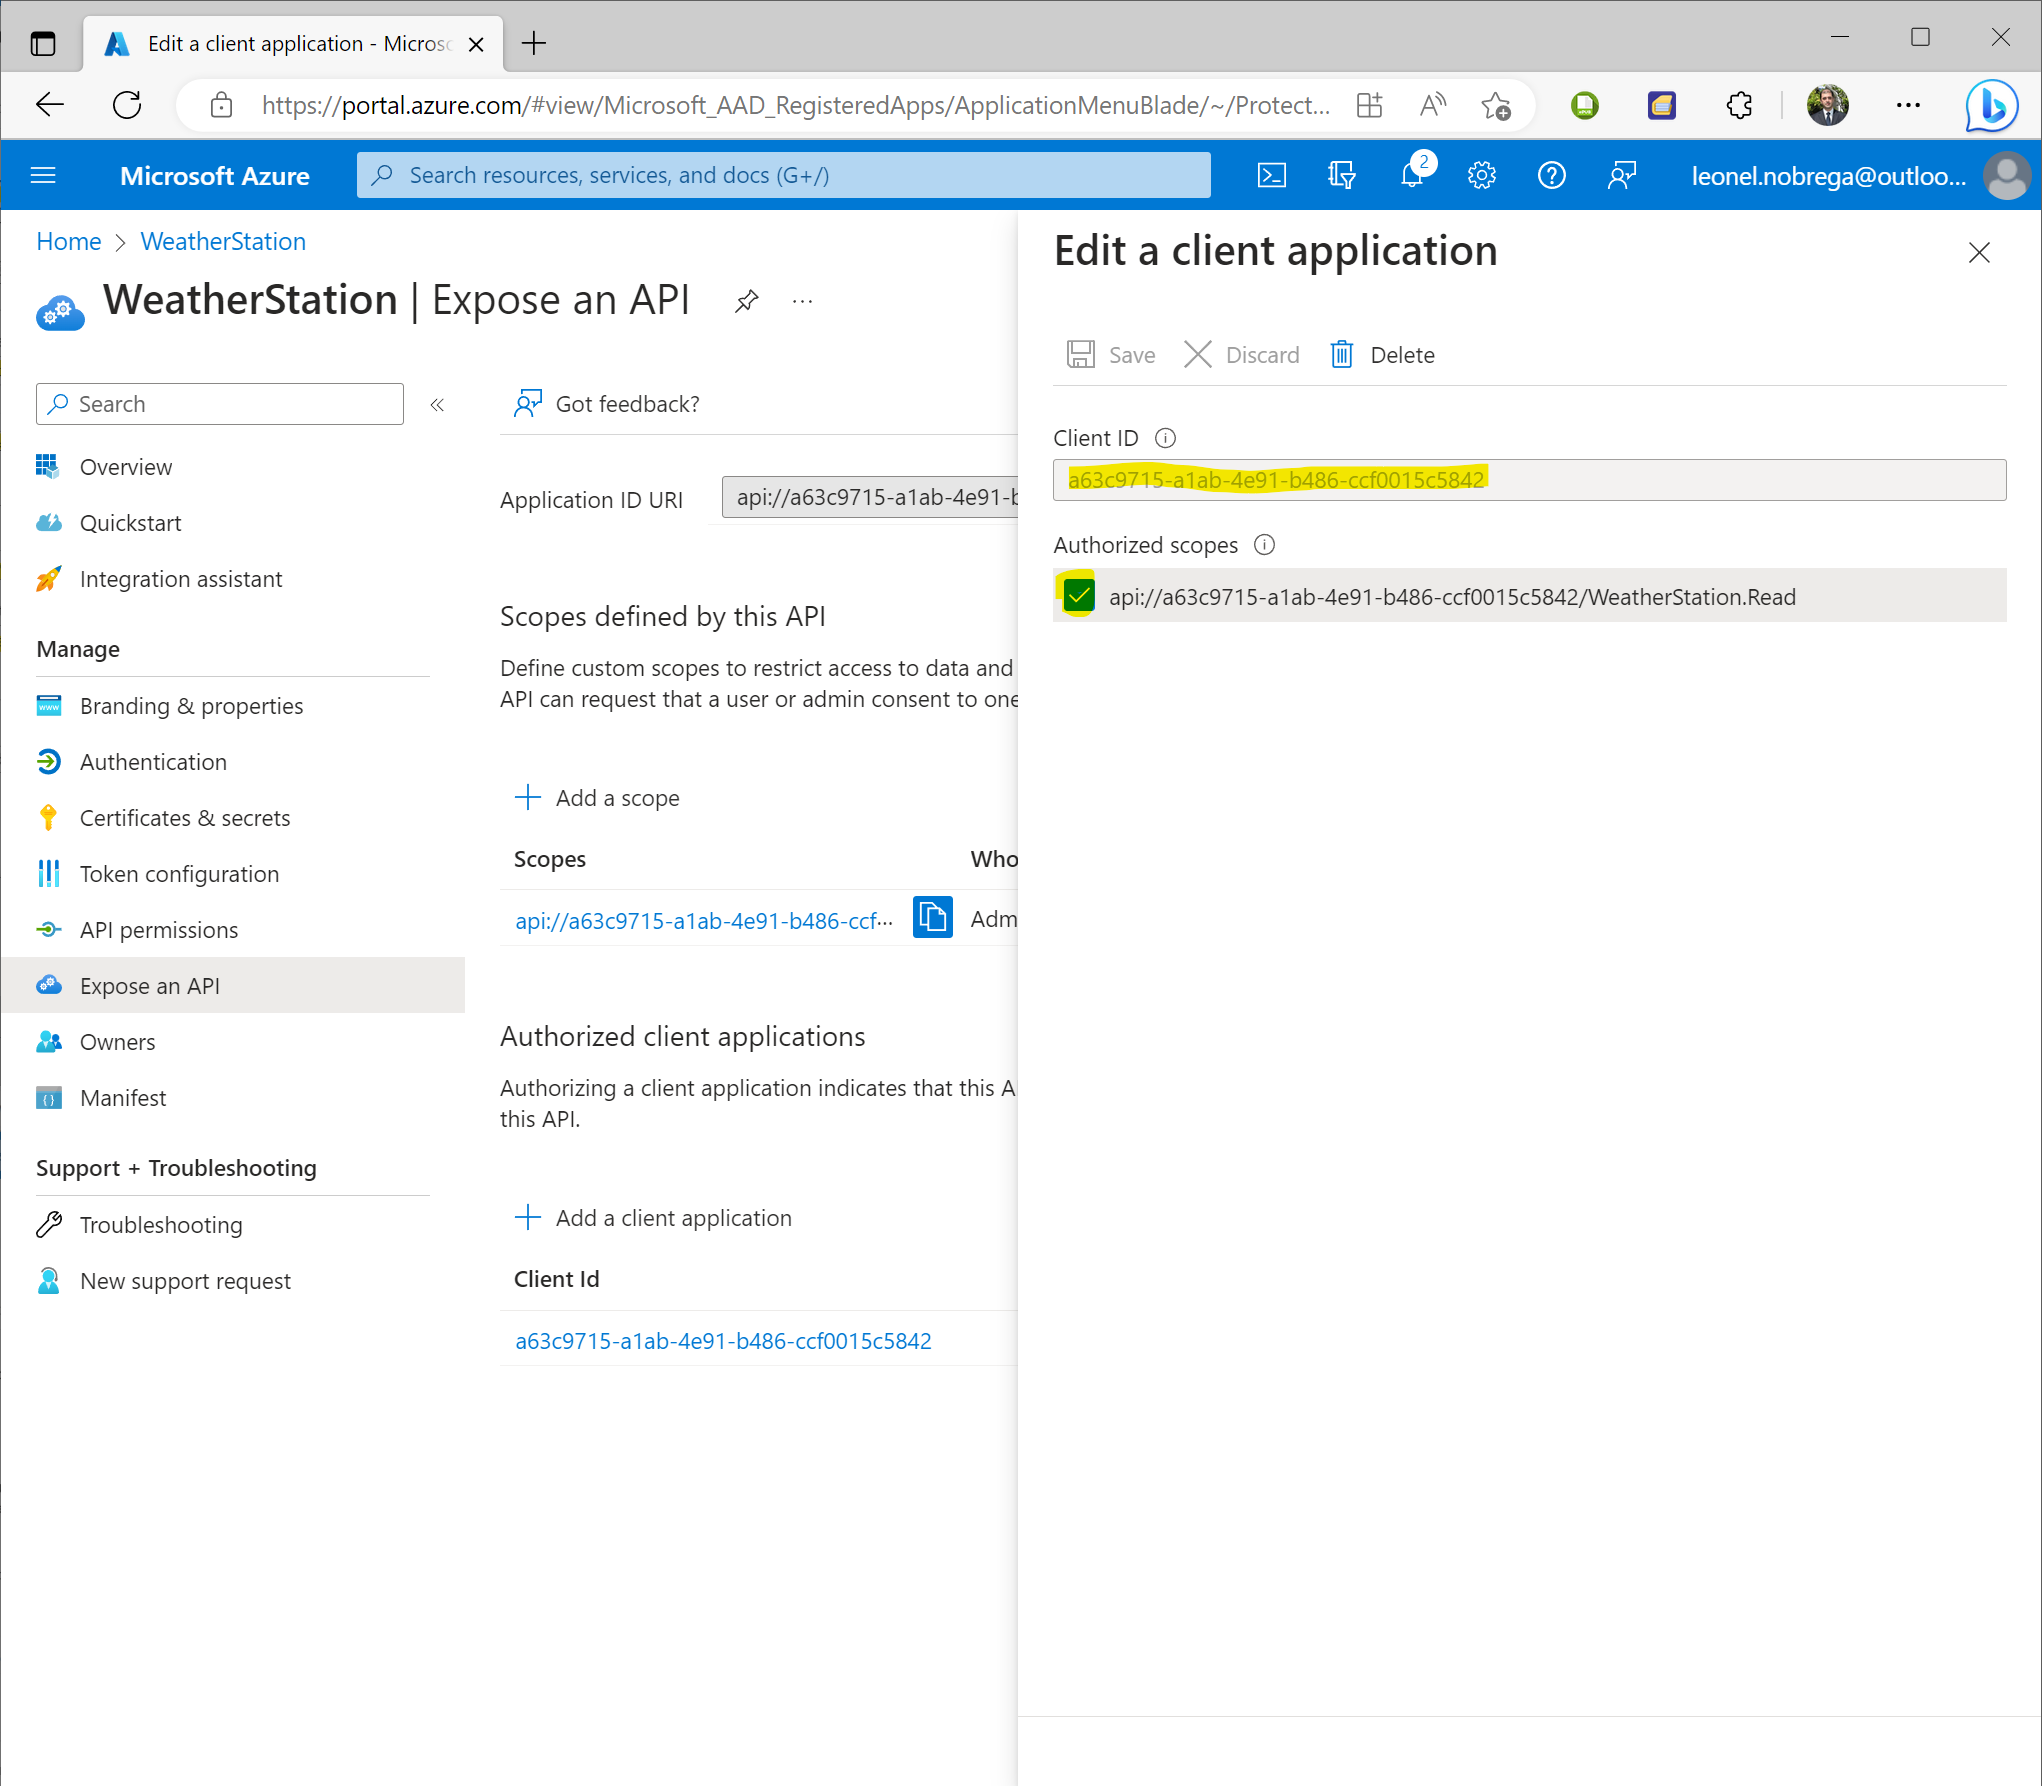 Edit a client application - Micros
https://portal.azure.com/#view/Microsoft_AAD_RegisteredApps/ApplicationMenuBlade/~/Protect...
Microsoft Azure
Search resources, services, and docs (G+/)
2
leonel.nobrega@outloo...
Home > WeatherStation
WeatherStation | Expose an API
Search
Overview
Quickstart
Integration assistant
Manage
Branding & properties
Authentication
Certificates & secrets
Token configuration
API permissions
Expose an API
Owners
Manifest
Support + Troubleshooting
Troubleshooting
New support request
Got feedback?
Application ID URI
api://a63c9715-a1ab-4e91-b
Scopes defined by this API
Define custom scopes to restrict access to data and
API can request that a user or admin consent to one
Add a scope
Scopes
Who
api://a63c9715-a1ab-4e91-b486-ccf...
Adm
Authorized client applications
Authorizing a client application indicates that this A
this API.
Add a client application
Client Id
a63c9715-a1ab-4e91-b486-ccf0015c5842
Edit a client application
Save
Discard
Delete
Client ID
a63c9715-a1ab-4e91-b486-ccf0015c5842
Authorized scopes
api://a63c9715-a1ab-4e91-b486-ccf0015c5842/WeatherStation.Read